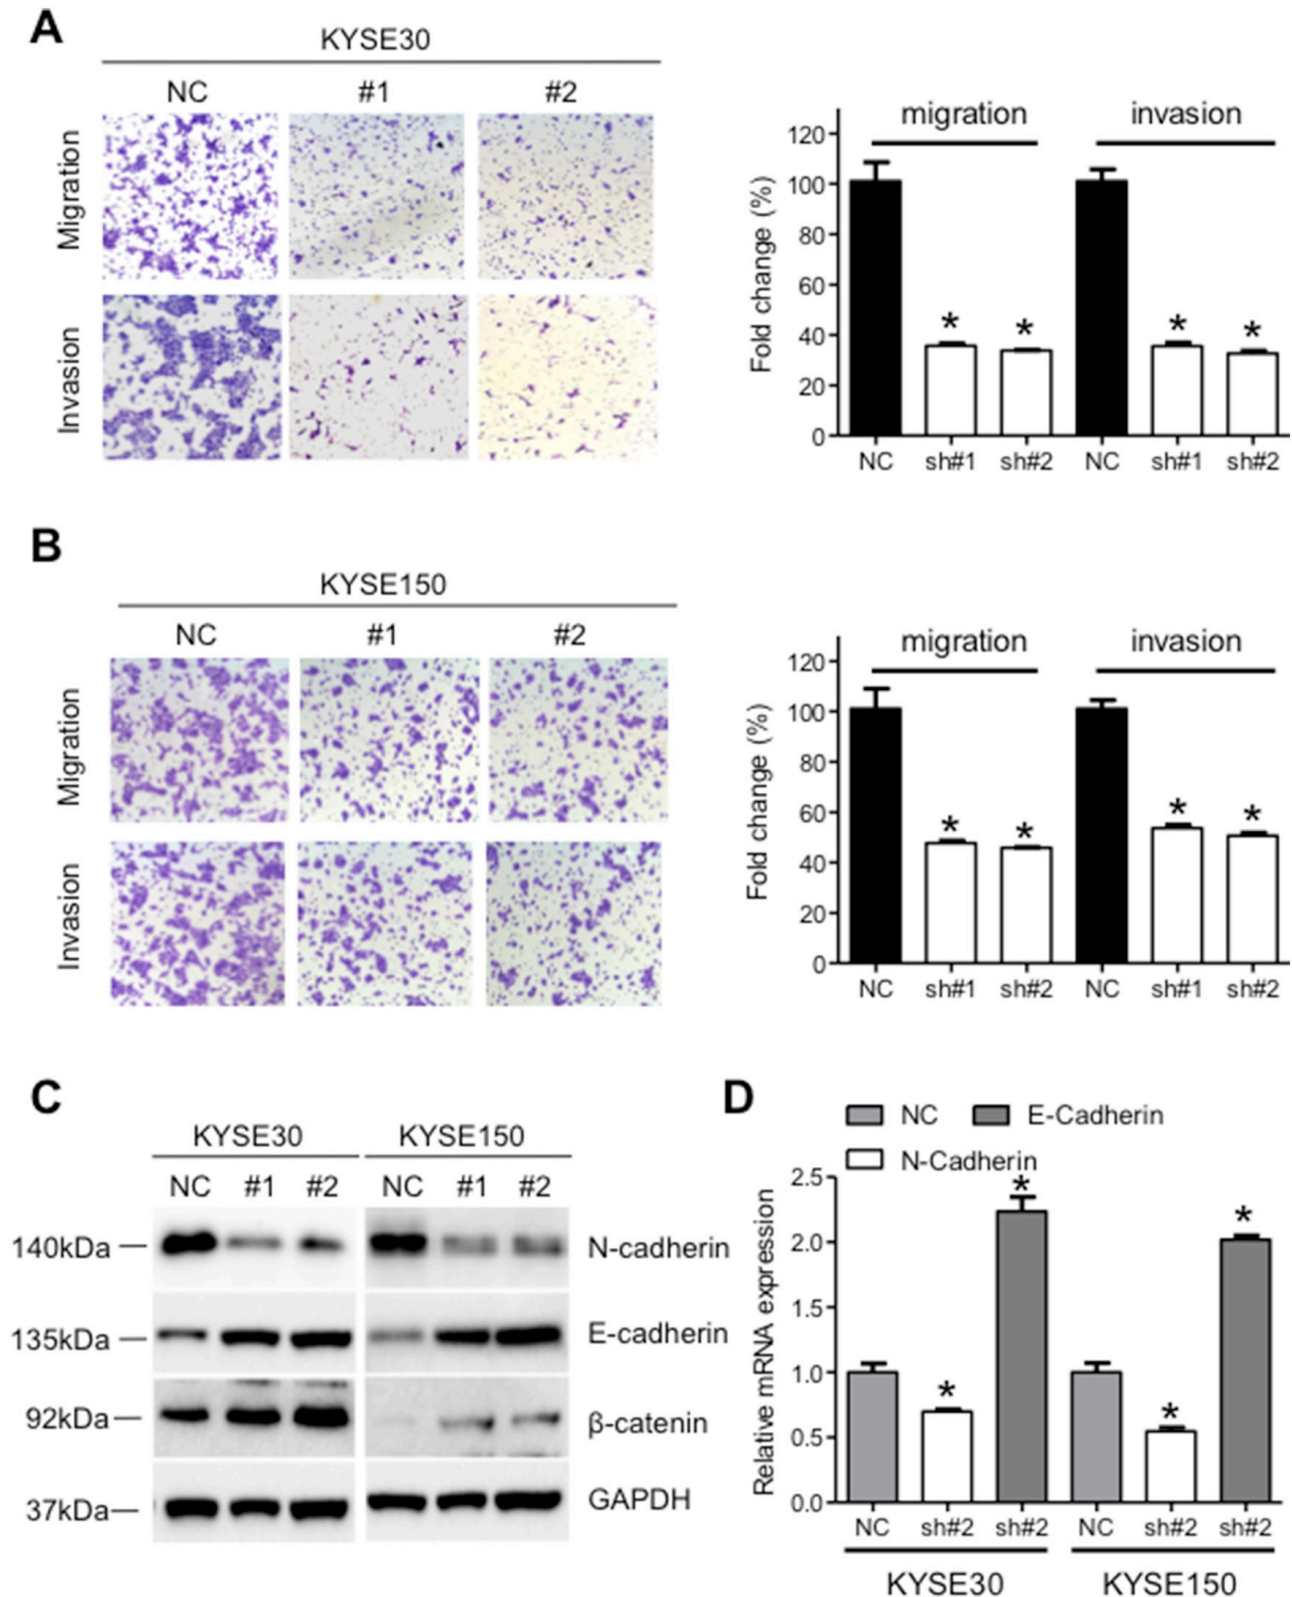 A
KYSE30
NC #1 #2
Migration
Invasion
migration invasion
Fold change (%)
120
100
80
60
40
20
0
* * * *
NC sh#1 sh#2 NC sh#1 sh#2
B
KYSE150
NC #1 #2
Migration
Invasion
migration invasion
Fold change (%)
120
100
80
60
40
20
0
* * * *
NC sh#1 sh#2 NC sh#1 sh#2
C
KYSE30 KYSE150
NC #1 #2 NC #1 #2
140kDa N-cadherin
135kDa E-cadherin
92kDa β-catenin
37kDa GAPDH
D
NC E-Cadherin
N-Cadherin
Relative mRNA expression
2.5
2.0
1.5
1.0
0.5
0.0
* * * *
NC sh#2 sh#2 NC sh#2 sh#2
KYSE30 KYSE150